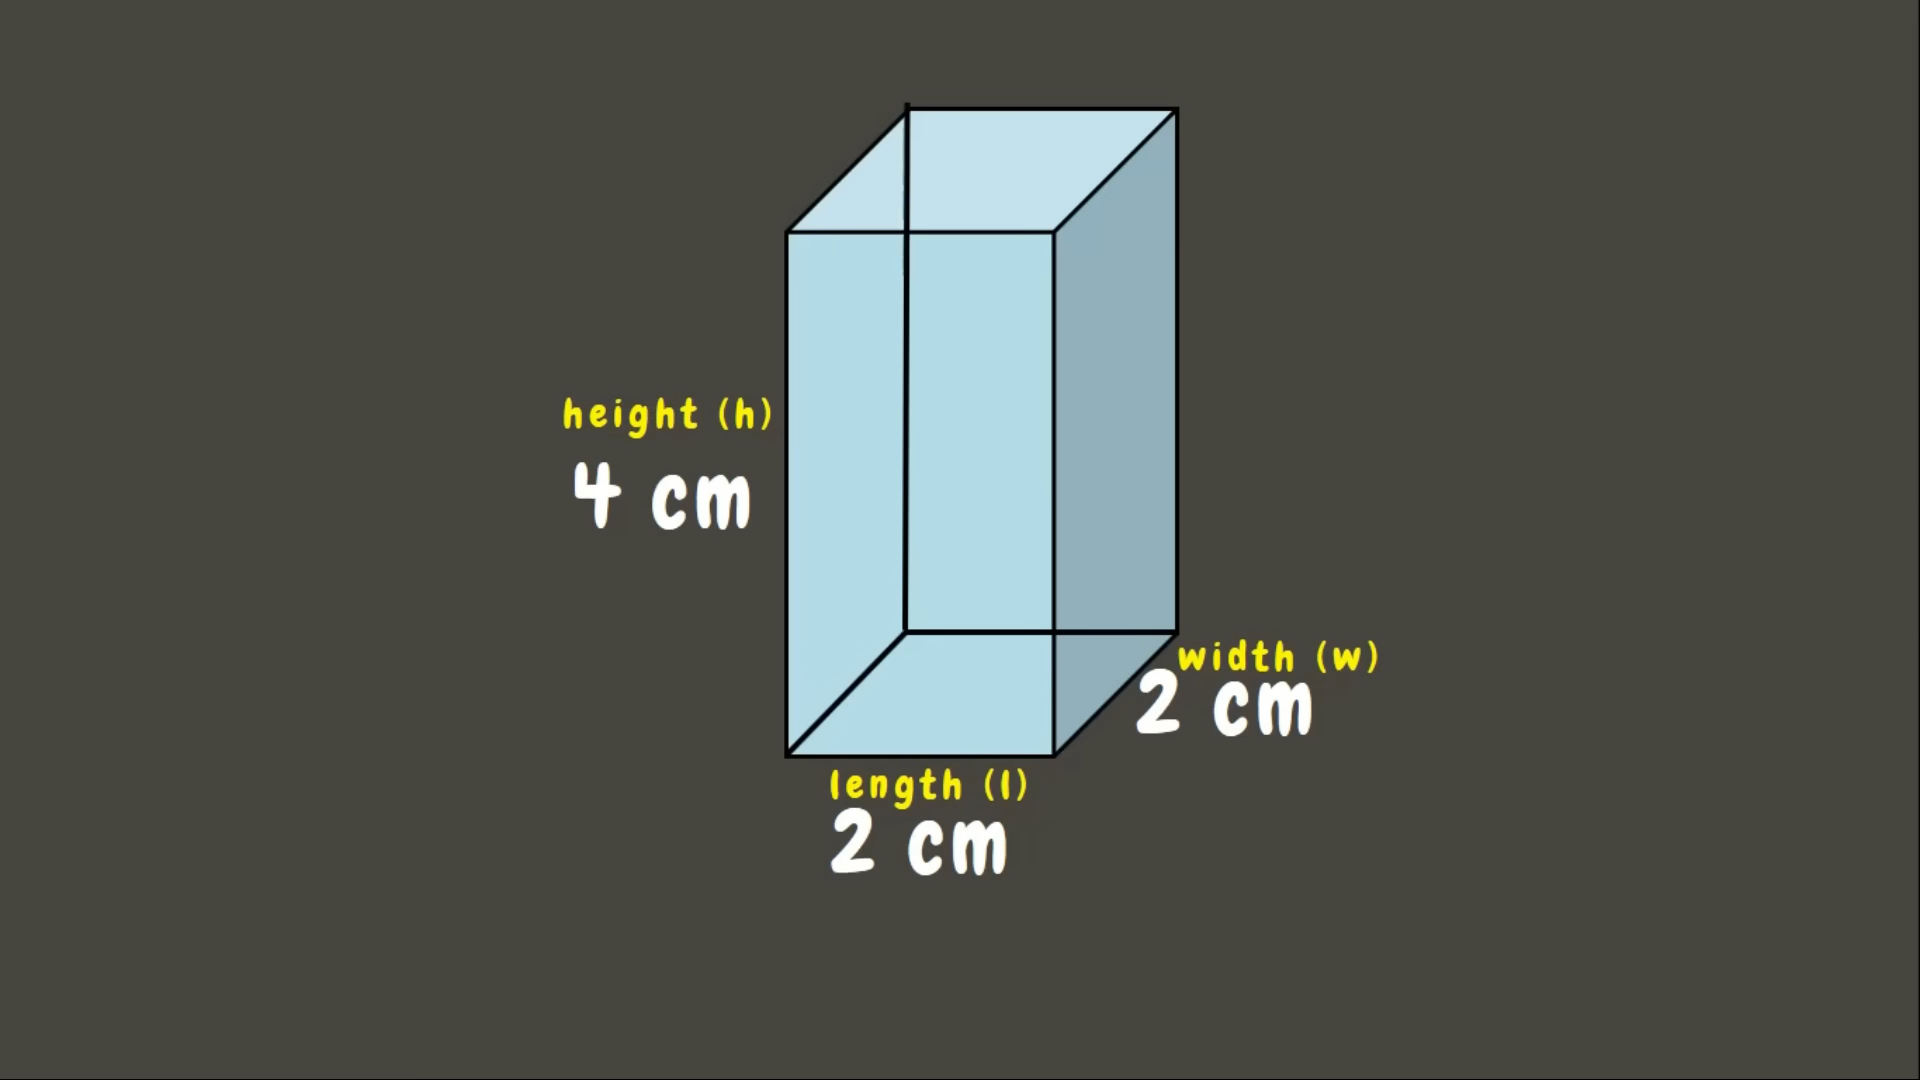 height (h)
4 cm
width (w)
2 cm
length (l)
2 cm